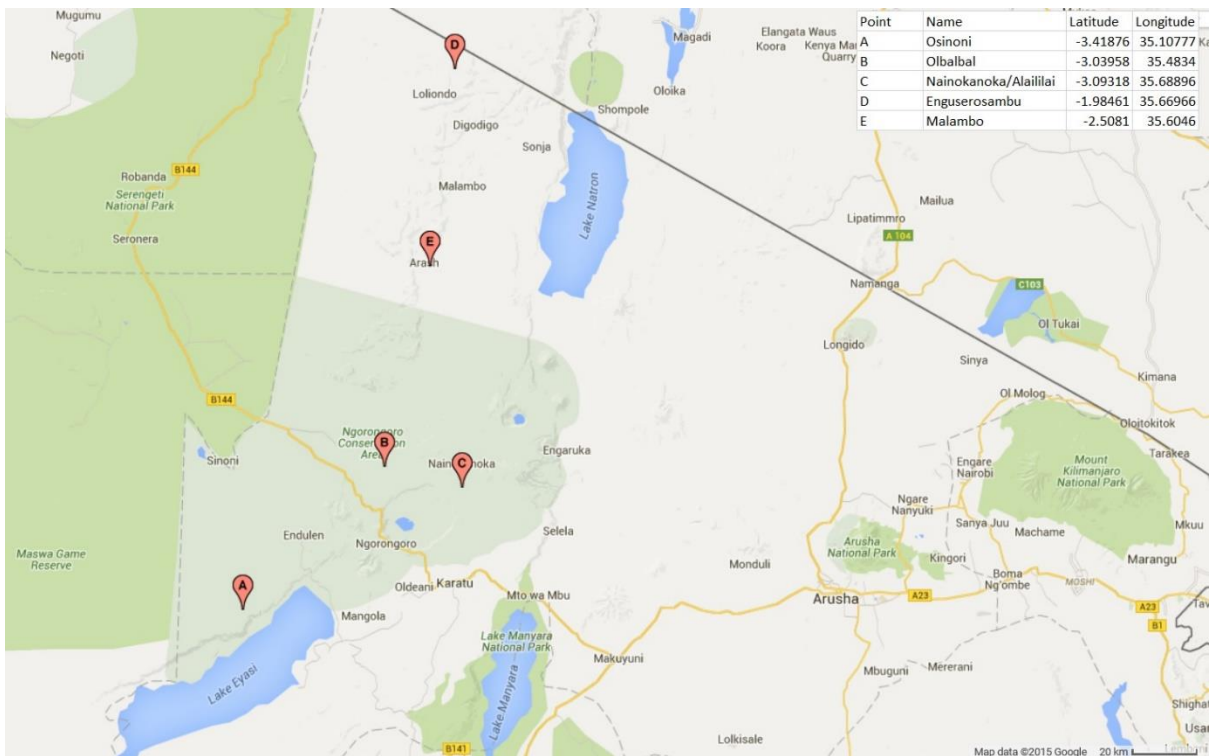 Point Name Latitude Longitude
A Osinoni -3.41876 35.10777
B Olbalbal -3.03958 35.4834
C Nainokanoka/Alaililai -3.09318 35.68896
D Enguserosambu -1.98461 35.66966
E Malambo -2.5081 35.6046
Mugumu
Negoti
D
Magadi
Elangata Waus
Koora
Kenya Mar
Quarry
Loliondo
Oloika
Shompole
Digodigo
Sonja
B144
Robanda
Serengeti
National Park
Malambo
Lake Natron
Mailua
Lipatimmro
Seronera
E
A 104
Arash
Namanga
C103
Ol Tukai
Longido
Sinya
Kimana
B144
Ol Molog
Oloitokitok
B
Ngorongoro
Conservation
Area
Engaruka
Tarakea
Sinoni
C
Engare
Nairobi
Mount
Kilimanjaro
National Park
Ngare
Nanyuki
Sanya Juu
Mkuu
Endulen
Selela
Machame
Ngorongoro
Arusha
National Park
Maswa Game
Reserve
Kingori
Marangu
Monduli
A
Oldeani
Karatu
Boma
Ng'ombe
MOSHI
Mto wa Mbu
Arusha
A23
A23
Mangola
B1
Lake Manyara
National Park
Makuyuni
Lake Eyasi
Lake Manyara
Mbuguni
Mererani
Lolkisale
B141
Map data ©2015 Google 20 km